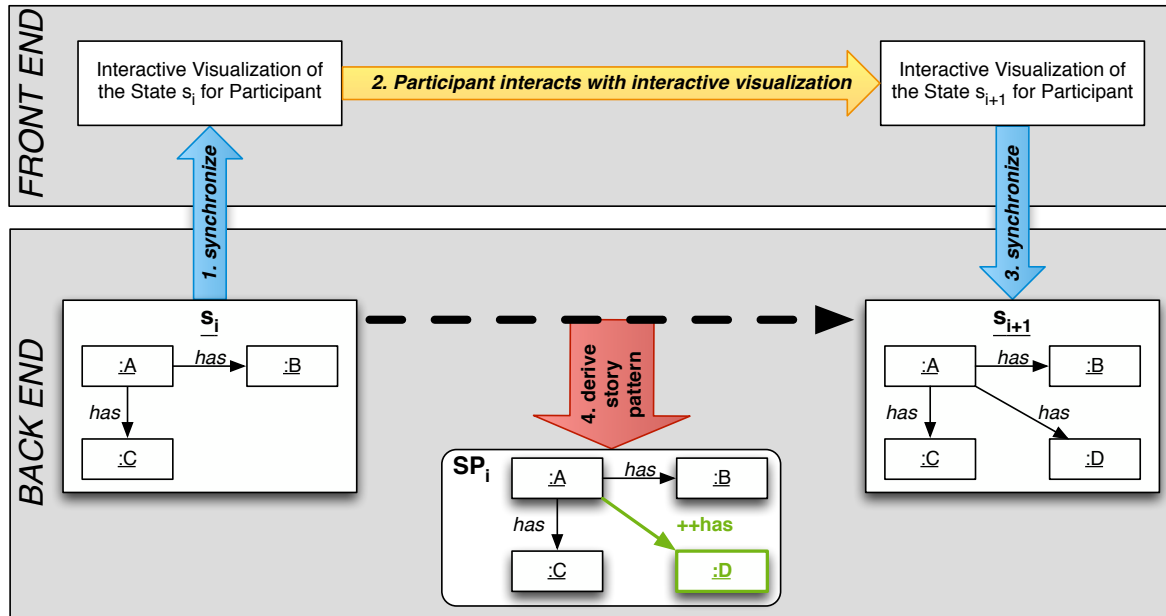 FRONT END
Interactive Visualization of
the State si for Participant
2. Participant interacts with interactive visualization
Interactive Visualization of
the State si+1 for Participant
1. synchronize
3. synchronize
BACK END
si
:A
has
:B
has
:C
4. derive
story
pattern
si+1
:A
has
:B
has
has
:C
:D
SPi
:A
has
:B
has
++has
:C
:D